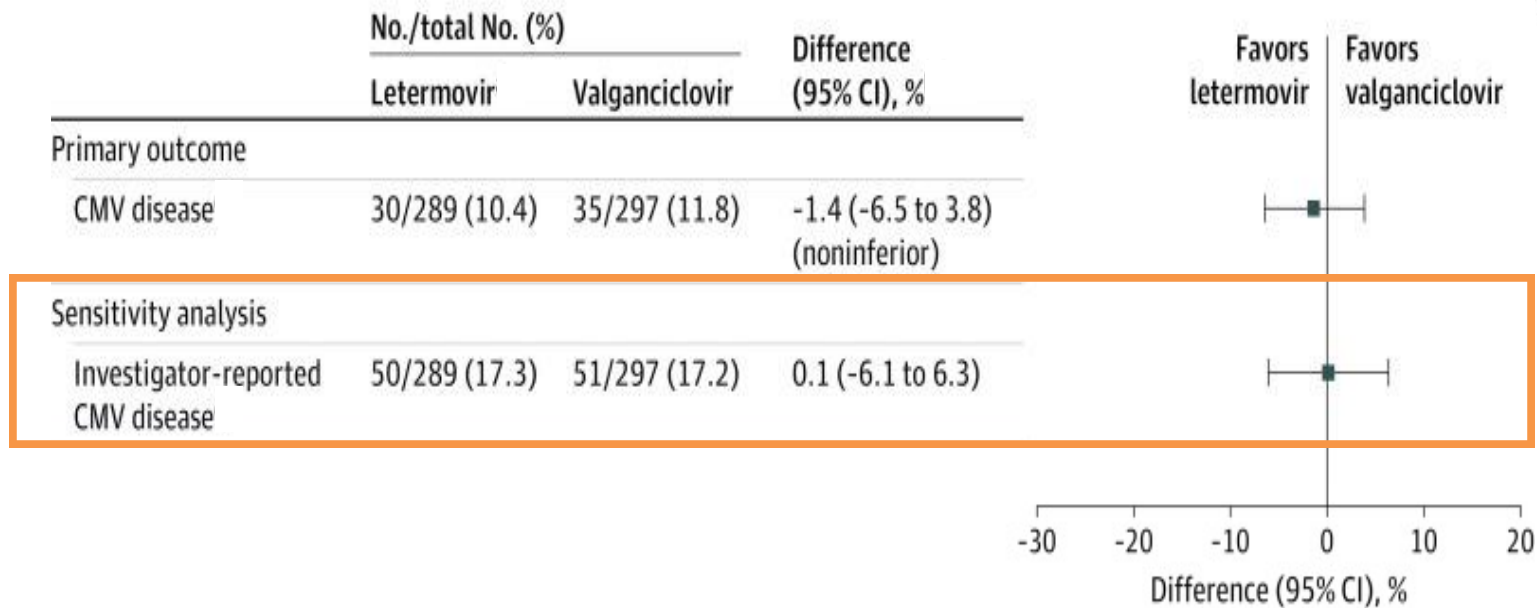 No./total No. (%)
Difference
(95% CI), %
Favors
letermovir
Favors
valganciclovir
Letermovir
Valganciclovir
Primary outcome
CMV disease
30/289 (10.4)
35/297 (11.8)
-1.4 (-6.5 to 3.8)
(noninferior)
Sensitivity analysis
Investigator-reported
CMV disease
50/289 (17.3)
51/297 (17.2)
0.1 (-6.1 to 6.3)
-30
-20
-10
0
10
20
Difference (95% CI), %